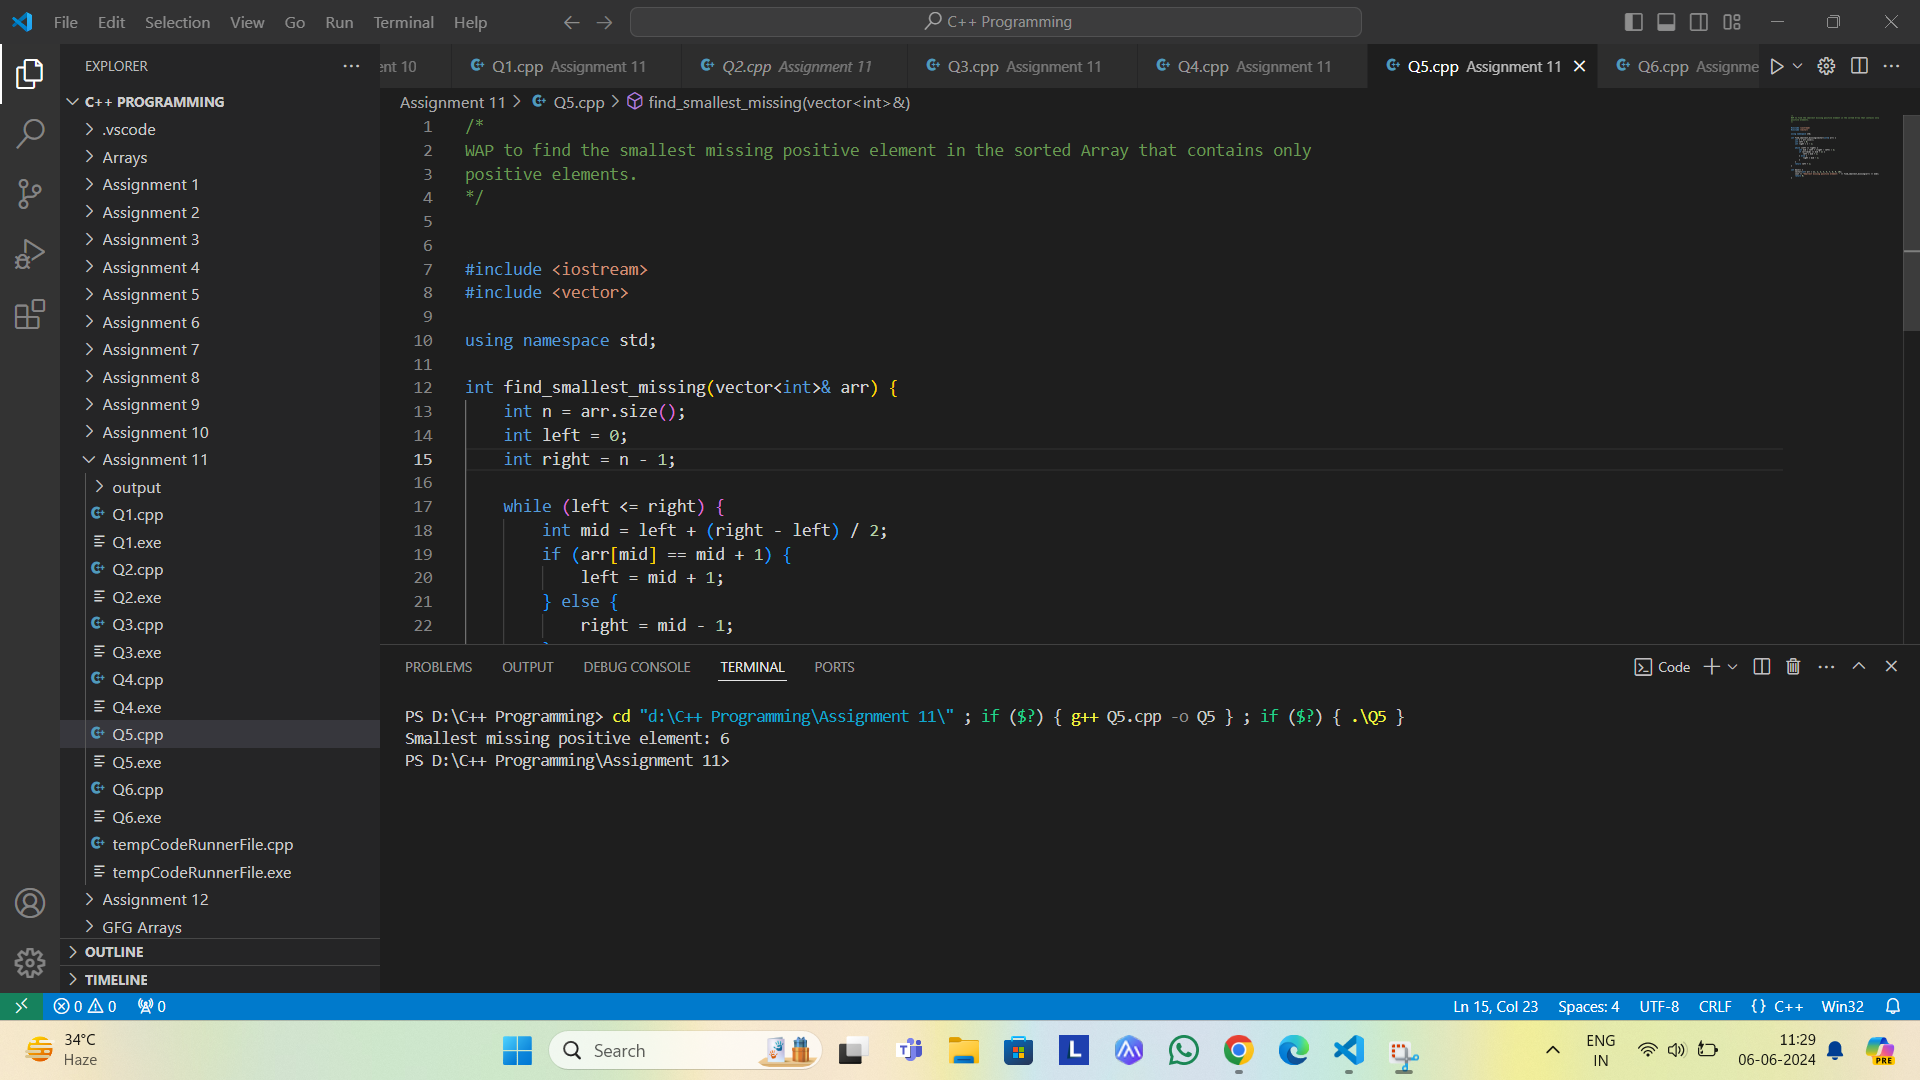 File Edit Selection View Go Run Terminal Help
C++ Programming
EXPLORER
C++ PROGRAMMING
.vscode
Arrays
Assignment 1
Assignment 2
Assignment 3
Assignment 4
Assignment 5
Assignment 6
Assignment 7
Assignment 8
Assignment 9
Assignment 10
Assignment 11
output
Q1.cpp
Q1.exe
Q2.cpp
Q2.exe
Q3.cpp
Q3.exe
Q4.cpp
Q4.exe
Q5.cpp
Q5.exe
Q6.cpp
Q6.exe
tempCodeRunnerFile.cpp
tempCodeRunnerFile.exe
Assignment 12
GFG Arrays
OUTLINE
TIMELINE
nt 10 Q1.cpp Assignment 11 Q2.cpp Assignment 11 Q3.cpp Assignment 11 Q4.cpp Assignment 11 Q5.cpp Assignment 11 Q6.cpp Assignme
Assignment 11 > Q5.cpp > find_smallest_missing(vector<int>&)
1 /*
2 WAP to find the smallest missing positive element in the sorted Array that contains only
3 positive elements.
4 */
5
6
7 #include <iostream>
8 #include <vector>
9
10 using namespace std;
11
12 int find_smallest_missing(vector<int>& arr) {
13 int n = arr.size();
14 int left = 0;
15 int right = n - 1;
16
17 while (left <= right) {
18 int mid = left + (right - left) / 2;
19 if (arr[mid] == mid + 1) {
20 left = mid + 1;
21 } else {
22 right = mid - 1;
PROBLEMS OUTPUT DEBUG CONSOLE TERMINAL PORTS
Code
PS D:\C++ Programming> cd "d:\C++ Programming\Assignment 11\" ; if ($?) { g++ Q5.cpp -o Q5 } ; if ($?) { .\Q5 }
Smallest missing positive element: 6
PS D:\C++ Programming\Assignment 11>
0 0 0
Ln 15, Col 23 Spaces: 4 UTF-8 CRLF {} C++ Win32
34°C
Haze
Search
ENG
IN
11:29
06-06-2024
PRE